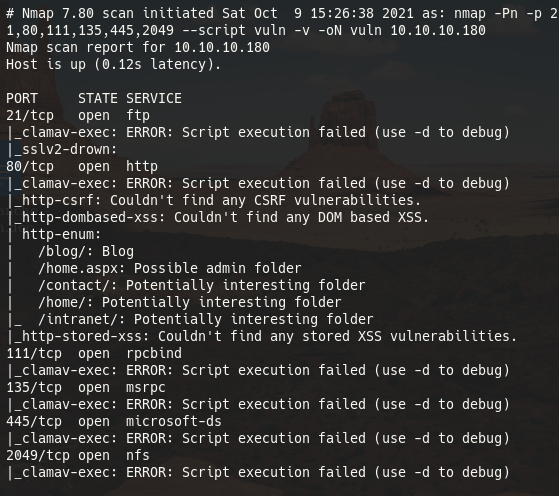 # Nmap 7.80 scan initiated Sat Oct  9 15:26:38 2021 as: nmap -Pn -p 2
1,80,111,135,445,2049 --script vuln -v -oN vuln 10.10.10.180
Nmap scan report for 10.10.10.180
Host is up (0.12s latency).

PORT     STATE SERVICE
21/tcp   open  ftp
|_clamav-exec: ERROR: Script execution failed (use -d to debug)
|_sslv2-drown:
80/tcp   open  http
|_clamav-exec: ERROR: Script execution failed (use -d to debug)
|_http-csrf: Couldn't find any CSRF vulnerabilities.
|_http-dombased-xss: Couldn't find any DOM based XSS.
| http-enum:
|   /blog/: Blog
|   /home.aspx: Possible admin folder
|   /contact/: Potentially interesting folder
|   /home/: Potentially interesting folder
|_  /intranet/: Potentially interesting folder
|_http-stored-xss: Couldn't find any stored XSS vulnerabilities.
111/tcp  open  rpcbind
|_clamav-exec: ERROR: Script execution failed (use -d to debug)
135/tcp  open  msrpc
|_clamav-exec: ERROR: Script execution failed (use -d to debug)
445/tcp  open  microsoft-ds
|_clamav-exec: ERROR: Script execution failed (use -d to debug)
2049/tcp open  nfs
|_clamav-exec: ERROR: Script execution failed (use -d to debug)